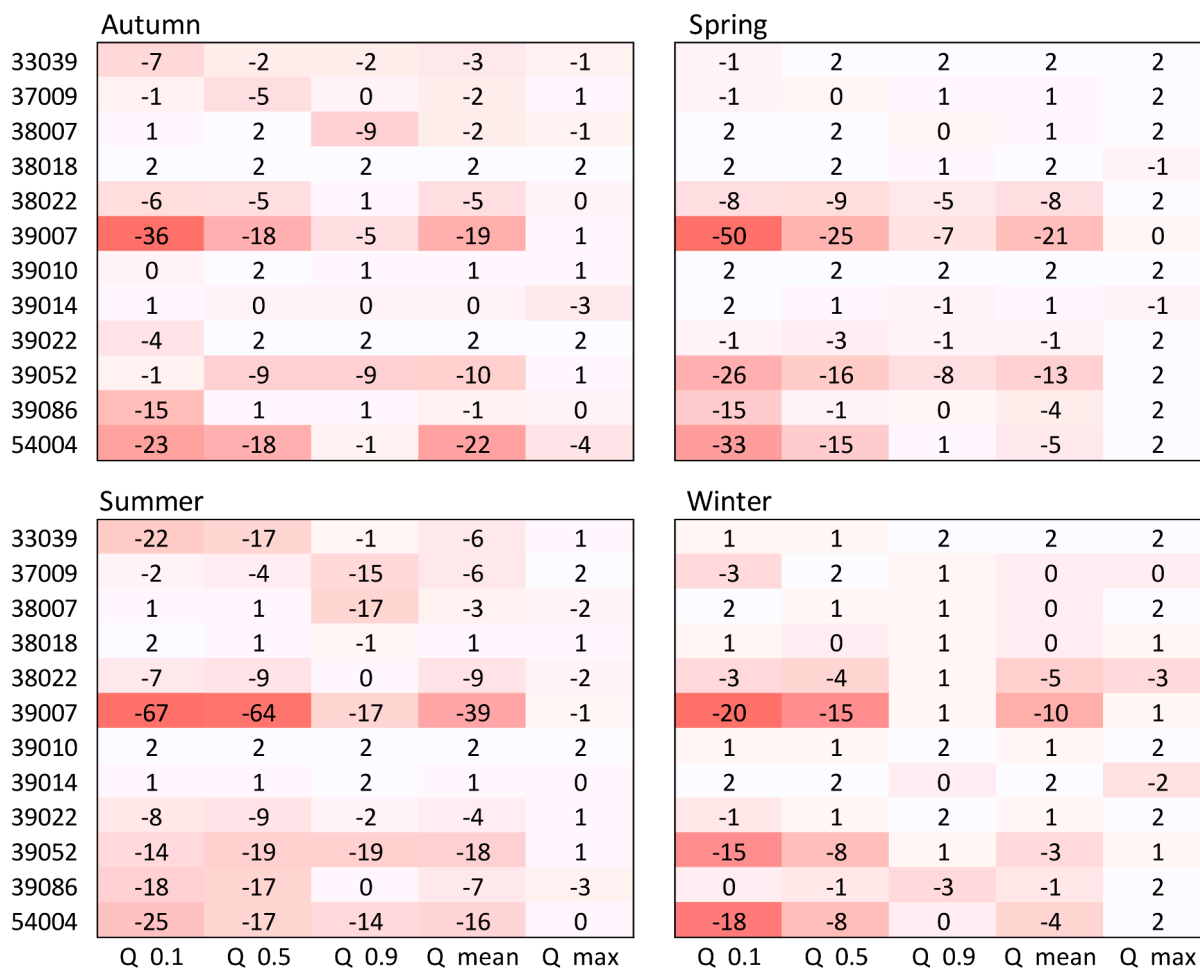 Autumn Spring
33039 -7 -2 -2 -3 -1 -1 2 2 2 2
37009 -1 -5 0 -2 1 -1 0 1 1 2
38007 1 2 -9 -2 -1 2 2 0 1 2
38018 2 2 2 2 2 2 2 1 2 -1
38022 -6 -5 1 -5 0 -8 -9 -5 -8 2
39007 -36 -18 -5 -19 1 -50 -25 -7 -21 0
39010 0 2 1 1 1 2 2 2 2 2
39014 1 0 0 0 -3 2 1 -1 1 -1
39022 -4 2 2 2 2 -1 -3 -1 -1 2
39052 -1 -9 -9 -10 1 -26 -16 -8 -13 2
39086 -15 1 1 -1 0 -15 -1 0 -4 2
54004 -23 -18 -1 -22 -4 -33 -15 1 -5 2
Summer Winter
33039 -22 -17 -1 -6 1 1 1 2 2 2
37009 -2 -4 -15 -6 2 -3 2 1 0 0
38007 1 1 -17 -3 -2 2 1 1 0 2
38018 2 1 -1 1 1 1 0 1 0 1
38022 -7 -9 0 -9 -2 -3 -4 1 -5 -3
39007 -67 -64 -17 -39 -1 -20 -15 1 -10 1
39010 2 2 2 2 2 1 1 2 1 2
39014 1 1 2 1 0 2 2 0 2 -2
39022 -8 -9 -2 -4 1 -1 1 2 1 2
39052 -14 -19 -19 -18 1 -15 -8 1 -3 1
39086 -18 -17 0 -7 -3 0 -1 -3 -1 2
54004 -25 -17 -14 -16 0 -18 -8 0 -4 2
Q 0.1 Q 0.5 Q 0.9 Q mean Q max Q 0.1 Q 0.5 Q 0.9 Q mean Q max